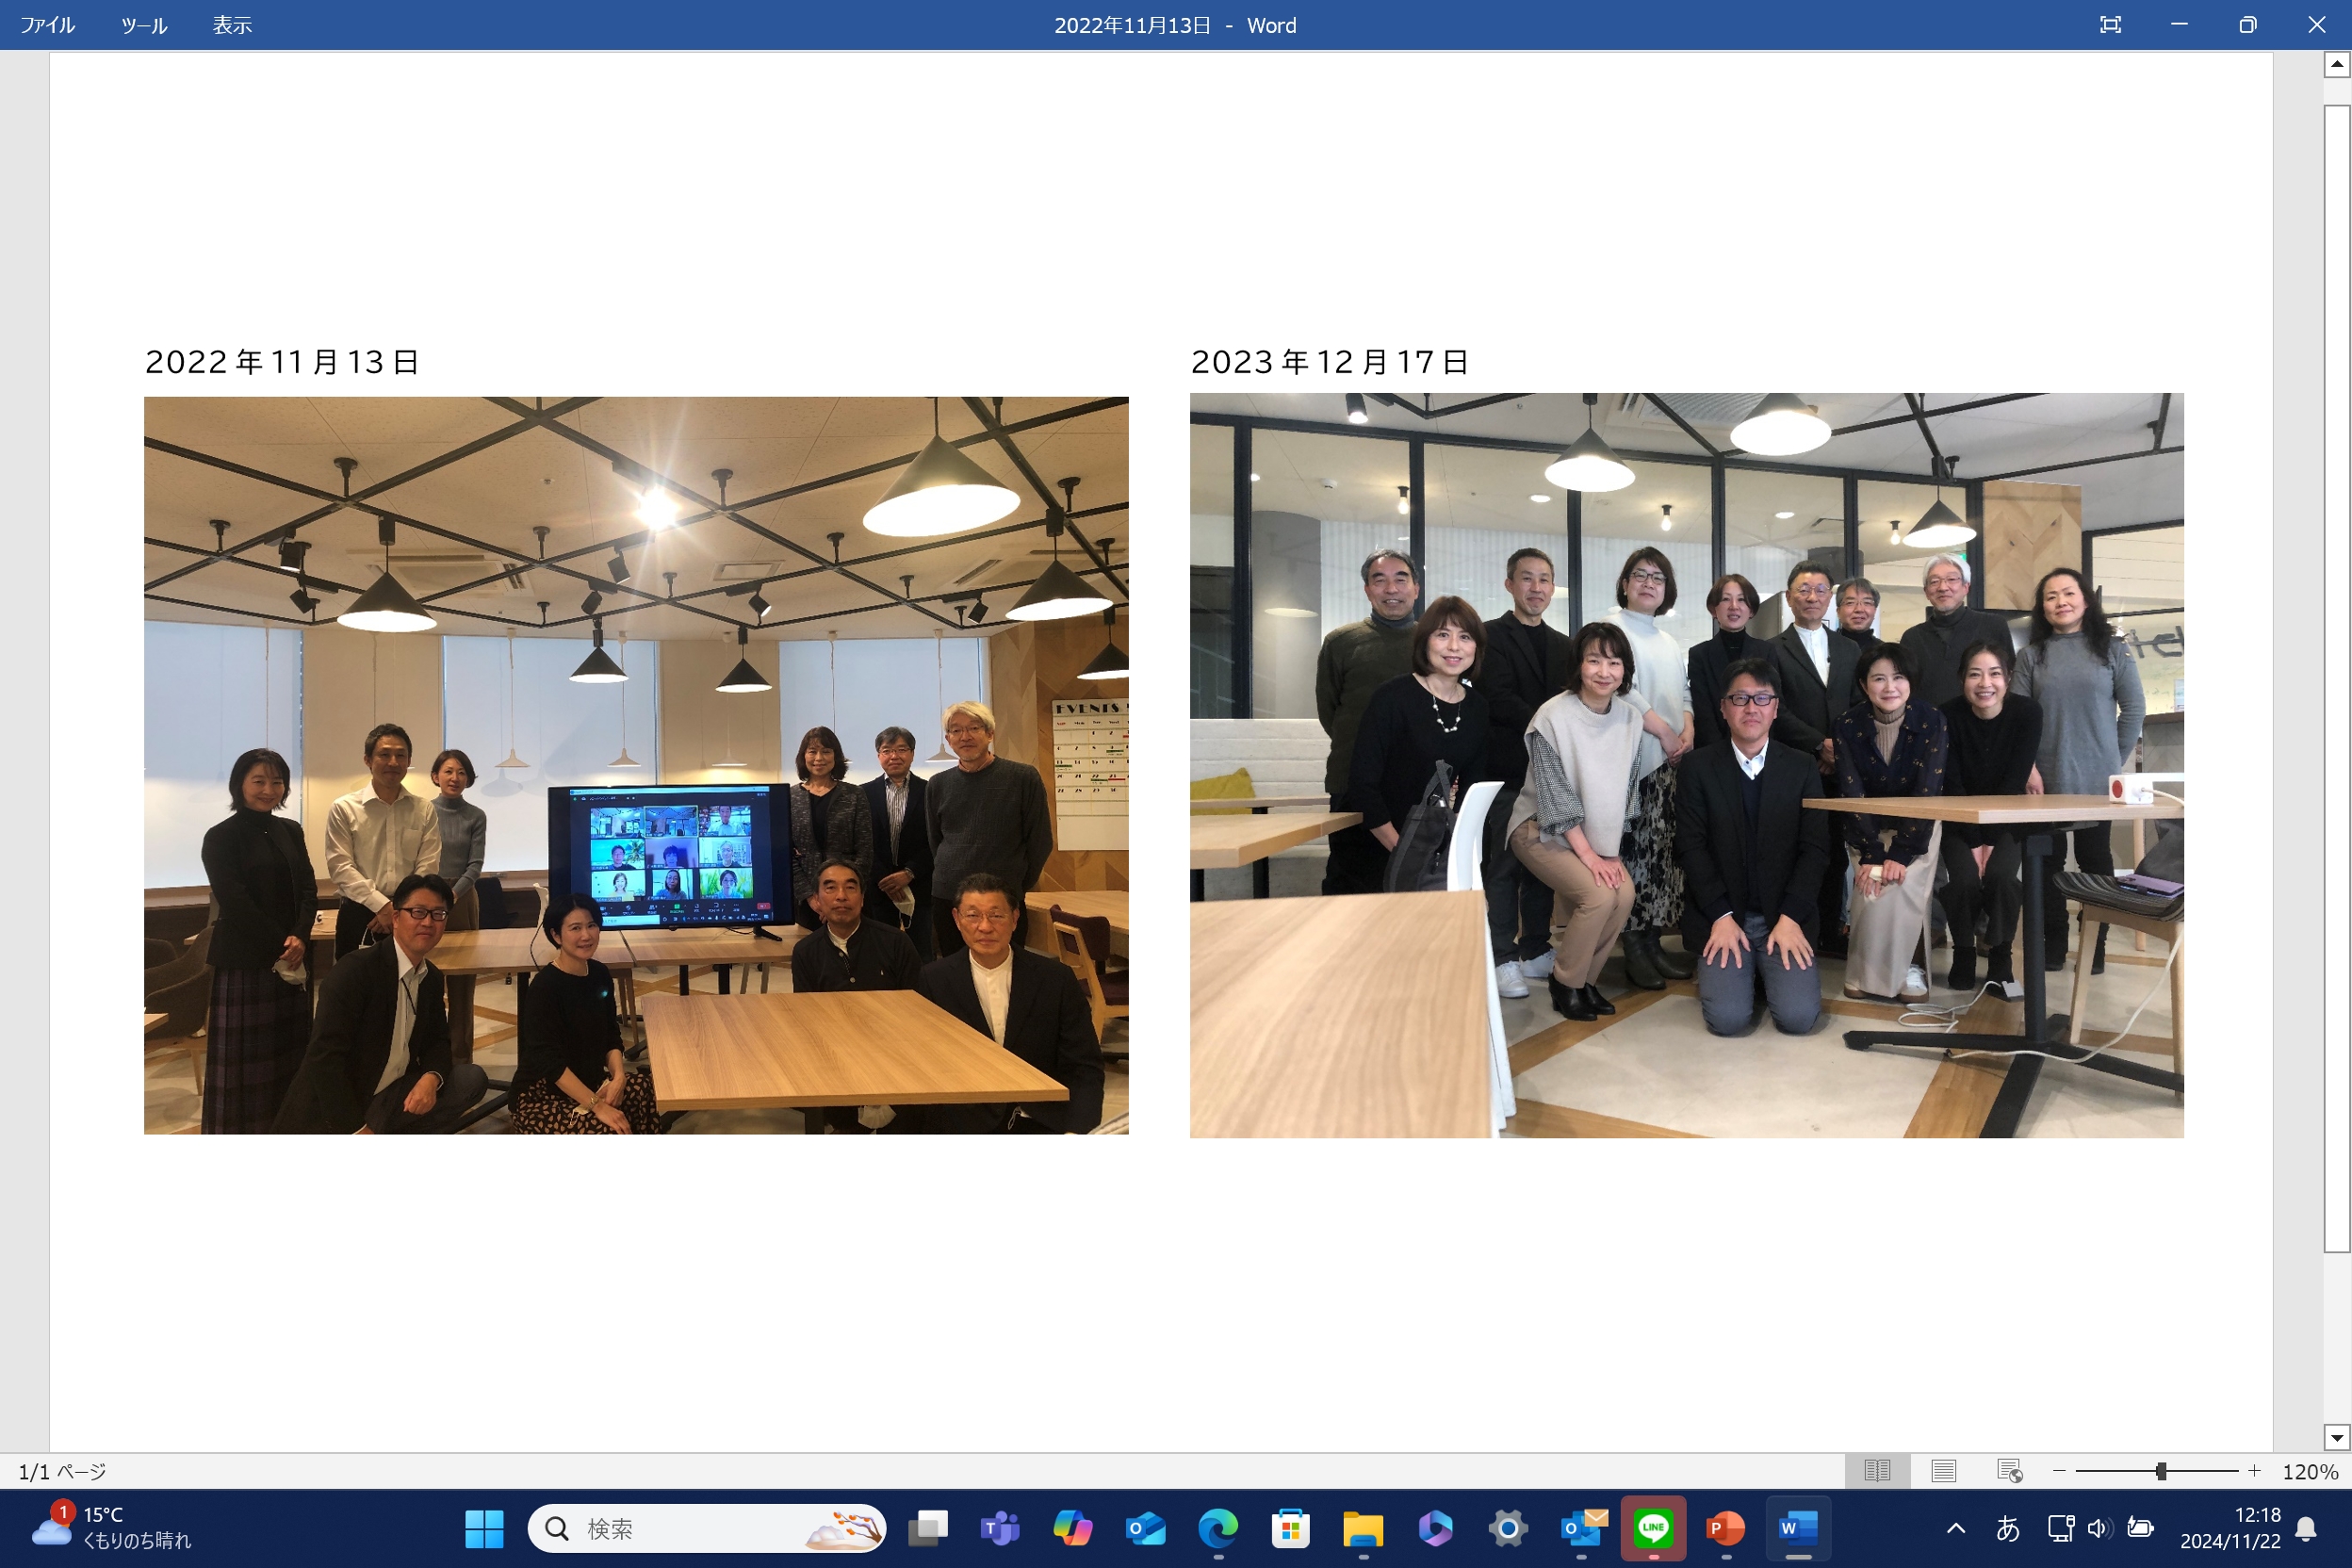 ファイル ツール 表示 2022年11月13日 - Word
2022年11月13日
2023年12月17日
EVENTS
1/1 ページ
120%
1
15°C
くもりのち晴れ
検索
LINE
あ
12:18
2024/11/22